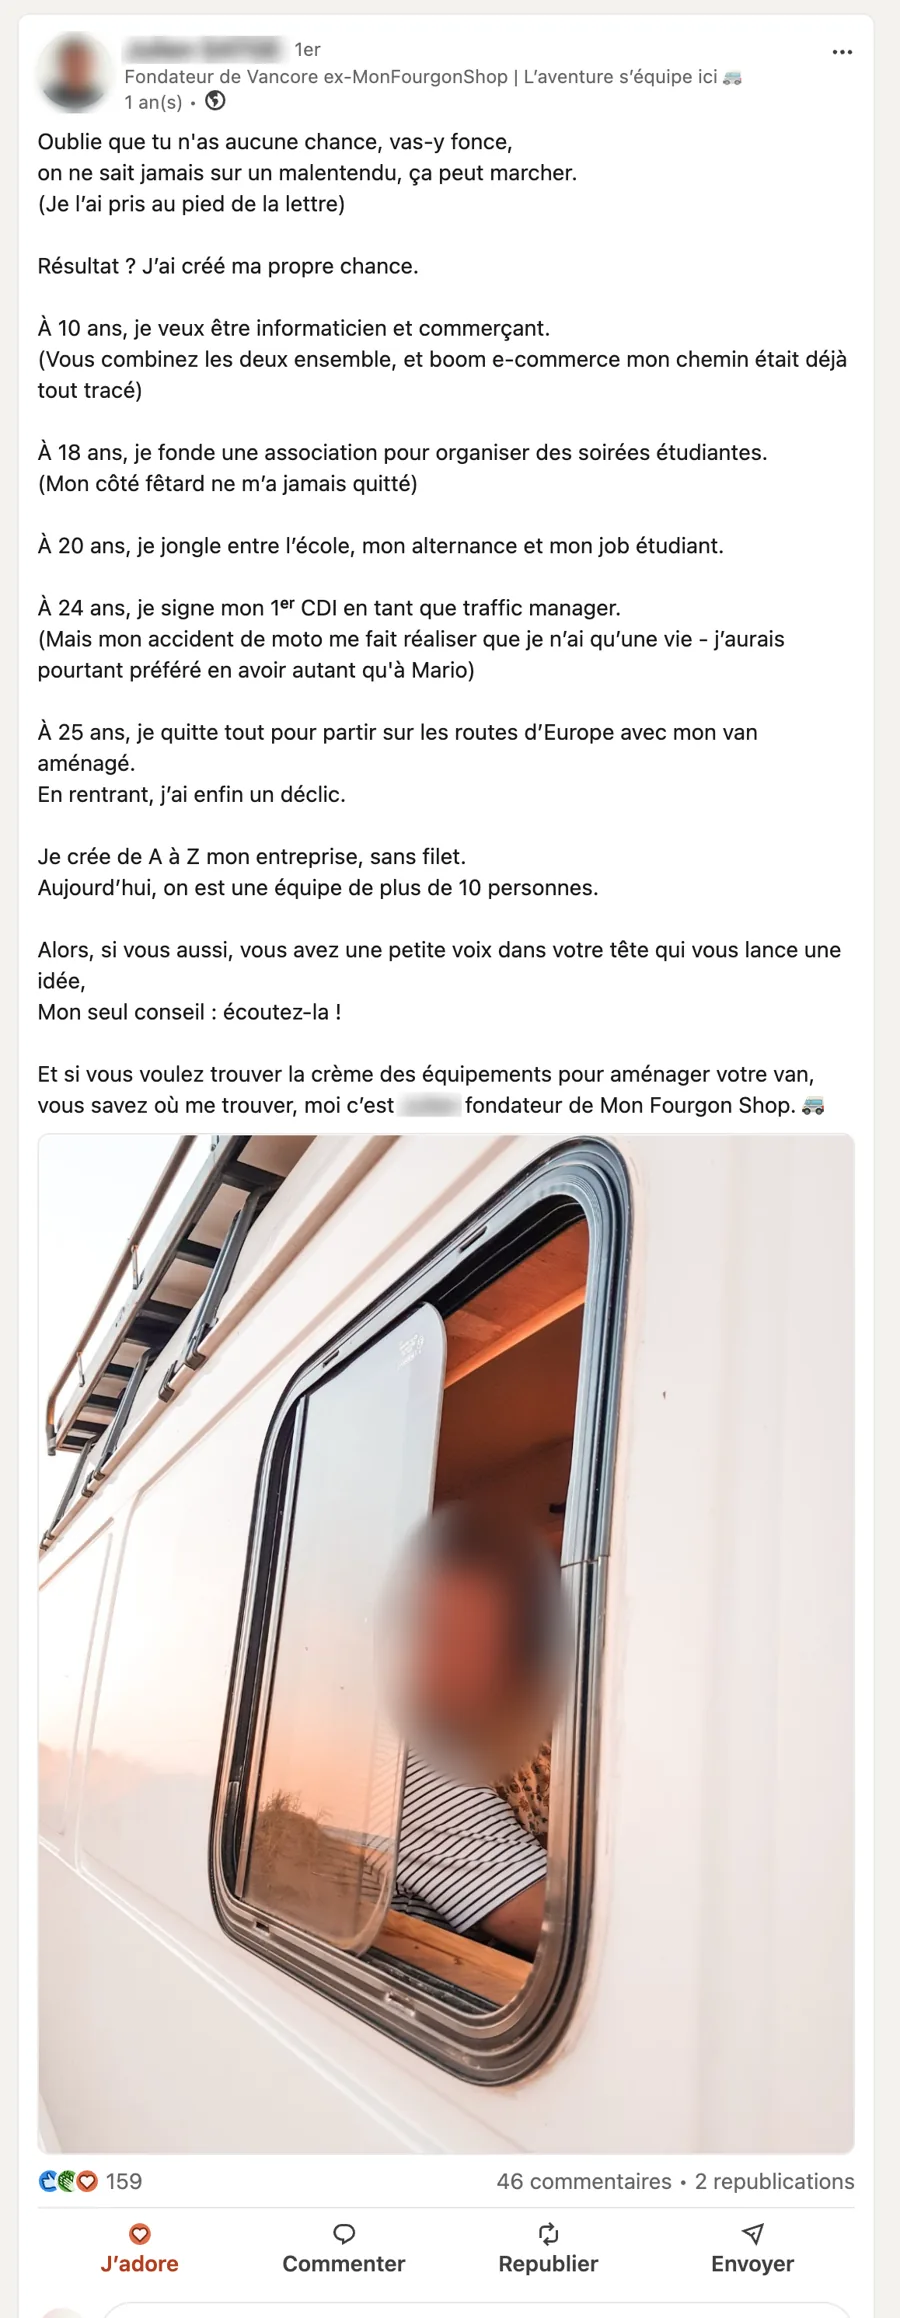 1er
Fondateur de Vancore ex-MonFourgonShop | L’aventure s’équipe ici 🚐
1 an(s) •
Oublie que tu n'as aucune chance, vas-y fonce,
on ne sait jamais sur un malentendu, ça peut marcher.
(Je l’ai pris au pied de la lettre)
Résultat ? J’ai créé ma propre chance.
À 10 ans, je veux être informaticien et commerçant.
(Vous combinez les deux ensemble, et boom e-commerce mon chemin était déjà
tout tracé)
À 18 ans, je fonde une association pour organiser des soirées étudiantes.
(Mon côté fêtard ne m’a jamais quitté)
À 20 ans, je jongle entre l’école, mon alternance et mon job étudiant.
À 24 ans, je signe mon 1ᵉʳ CDI en tant que traffic manager.
(Mais mon accident de moto me fait réaliser que je n’ai qu’une vie - j’aurais
pourtant préféré en avoir autant qu'à Mario)
À 25 ans, je quitte tout pour partir sur les routes d’Europe avec mon van
aménagé.
En rentrant, j’ai enfin un déclic.
Je crée de A à Z mon entreprise, sans filet.
Aujourd’hui, on est une équipe de plus de 10 personnes.
Alors, si vous aussi, vous avez une petite voix dans votre tête qui vous lance une
idée,
Mon seul conseil : écoutez-la !
Et si vous voulez trouver la crème des équipements pour aménager votre van,
vous savez où me trouver, moi c’est fondateur de Mon Fourgon Shop. 🚐
159
46 commentaires • 2 republications
J’adore
Commenter
Republier
Envoyer